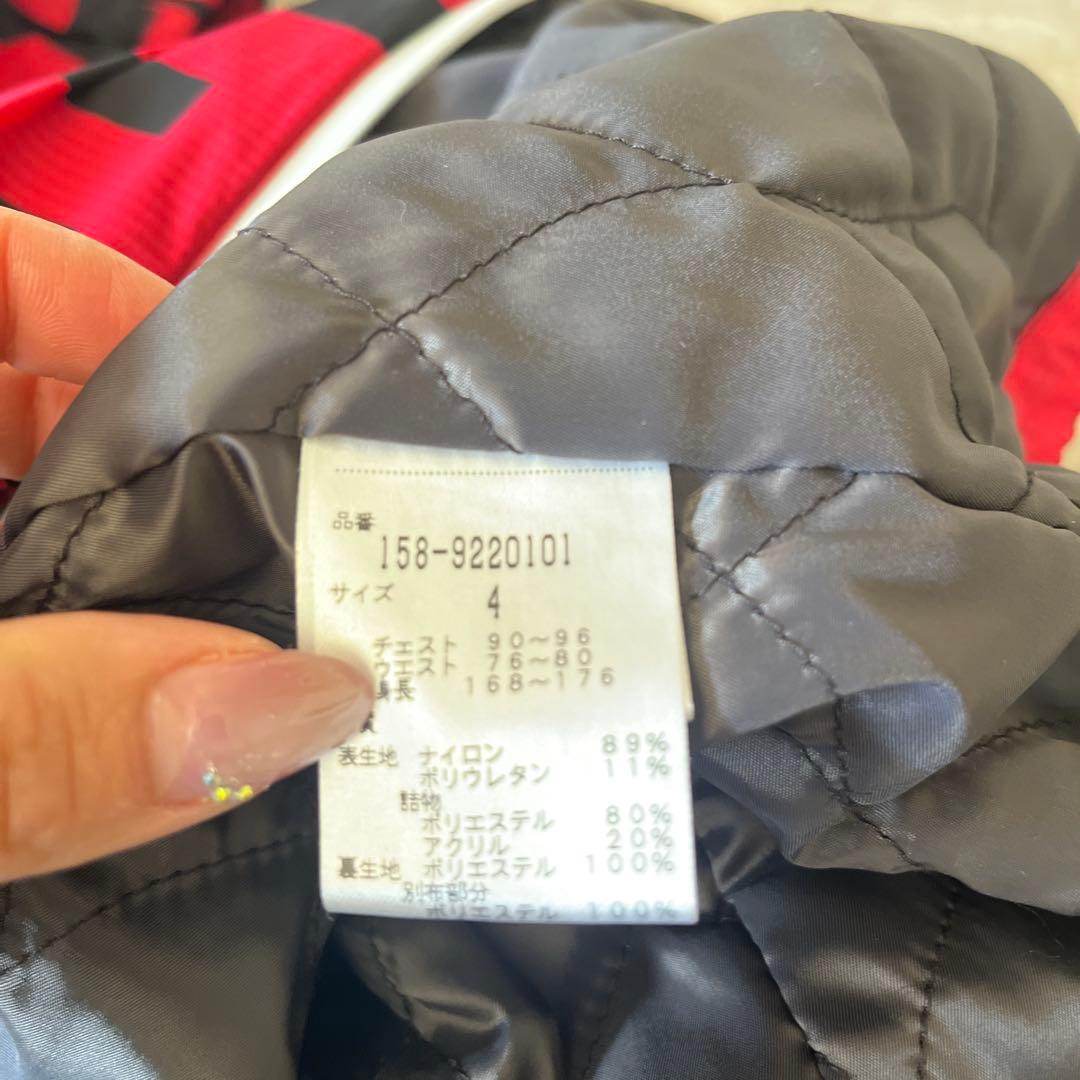 品番
158-9220101
サイズ 4
チェスト 90～96
ウエスト 76～80
身長 168～176
表生地 ナイロン 89%
ポリウレタン 11%
詰物
ポリエステル 80%
アクリル 20%
裏生地 ポリエステル 100%
別布部分
ポリエステル 100%